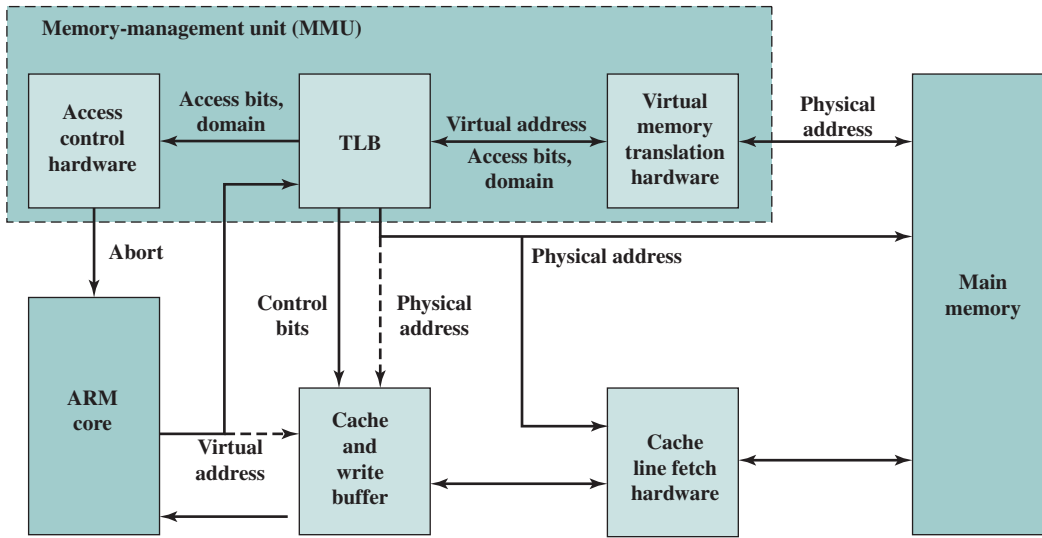 Memory-management unit (MMU)
Access
control
hardware
Access bits,
domain
TLB
Virtual address
Access bits,
domain
Virtual
memory
translation
hardware
Physical
address
Main
memory
Abort
Physical address
Control
bits
Physical
address
ARM
core
Virtual
address
Cache
and
write
buffer
Cache
line fetch
hardware